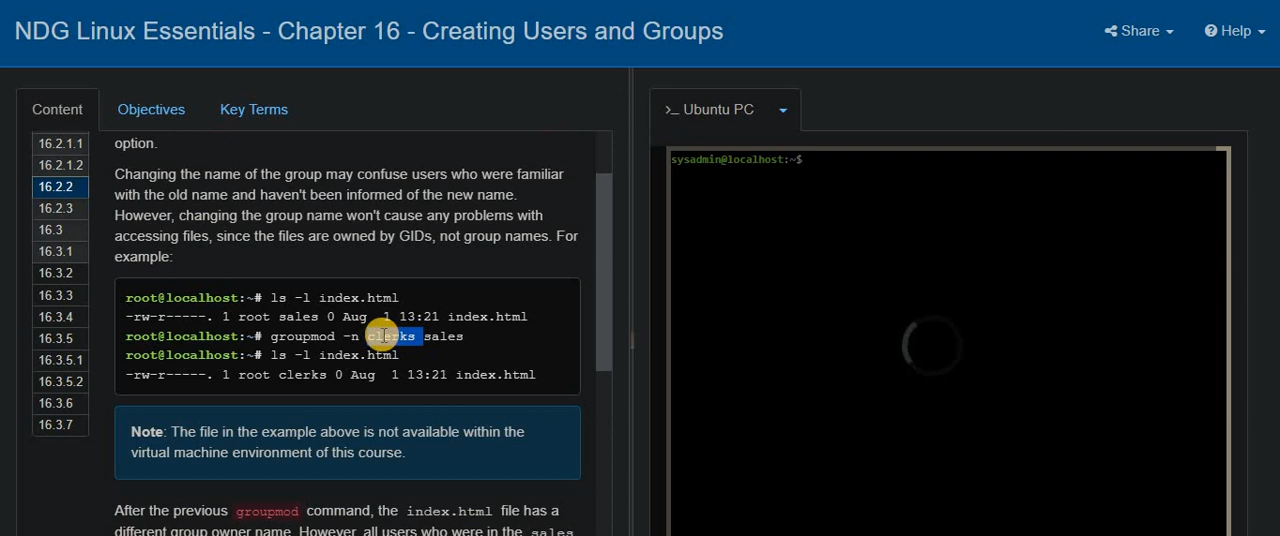 NDG Linux Essentials - Chapter 16 - Creating Users and Groups
Share
Help
Content
Objectives
Key Terms
16.2.1.1
16.2.1.2
16.2.2
16.2.3
16.3
16.3.1
16.3.2
16.3.3
16.3.4
16.3.5
16.3.5.1
16.3.5.2
16.3.6
16.3.7
option.
Changing the name of the group may confuse users who were familiar
with the old name and haven't been informed of the new name.
However, changing the group name won't cause any problems with
accessing files, since the files are owned by GIDs, not group names. For
example:
root@localhost:~# ls -l index.html
-rw-r-----. 1 root sales 0 Aug  1 13:21 index.html
root@localhost:~# groupmod -n clerks sales
root@localhost:~# ls -l index.html
-rw-r-----. 1 root clerks 0 Aug  1 13:21 index.html
Note: The file in the example above is not available within the
virtual machine environment of this course.
After the previous groupmod command, the index.html file has a
different group owner name. However, all users who were in the sales
>_ Ubuntu PC
sysadmin@localhost:~$